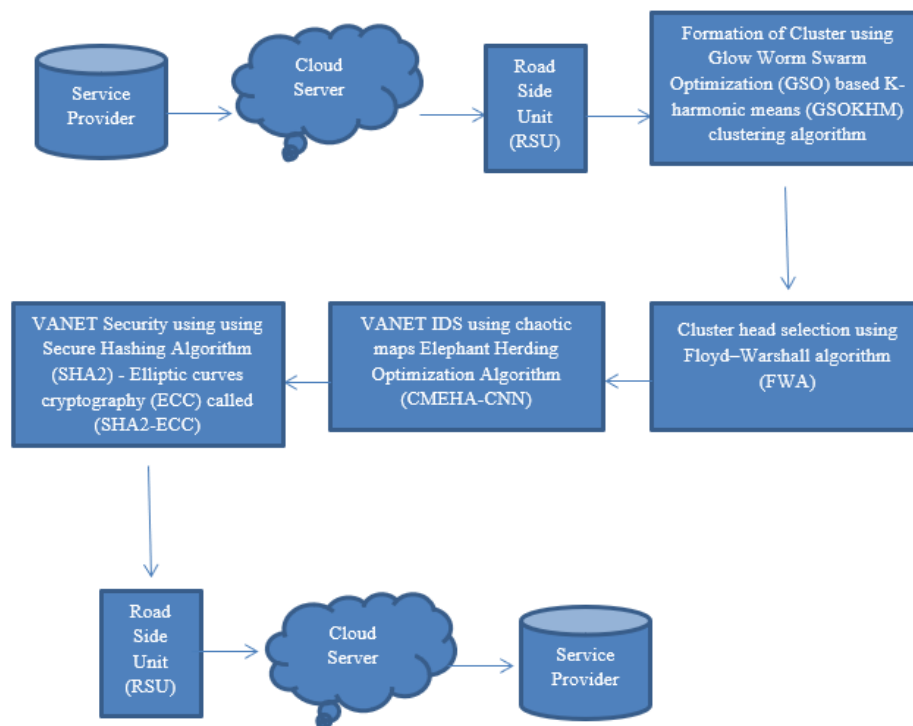 Service
Provider
Cloud
Server
Road
Side
Unit
(RSU)
Formation of Cluster using
Glow Worm Swarm
Optimization (GSO) based K-
harmonic means (GSOKHM)
clustering algorithm
Cluster head selection using
Floyd–Warshall algorithm
(FWA)
VANET IDS using chaotic
maps Elephant Herding
Optimization Algorithm
(CMEHA-CNN)
VANET Security using using
Secure Hashing Algorithm
(SHA2) - Elliptic curves
cryptography (ECC) called
(SHA2-ECC)
Road
Side
Unit
(RSU)
Cloud
Server
Service
Provider